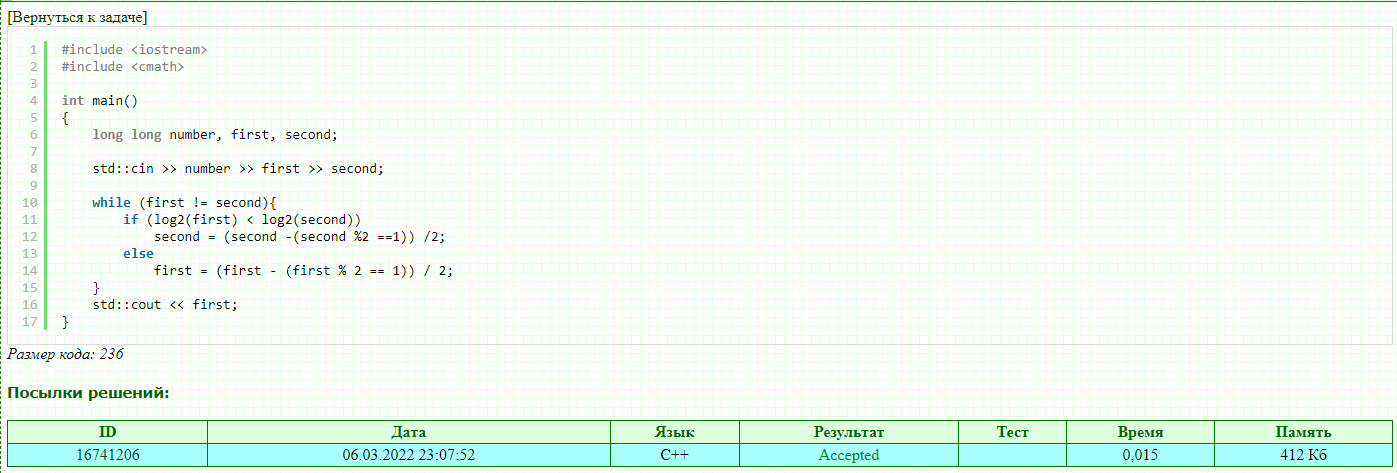 [Вернуться к задаче]
1 #include <iostream>
2 #include <cmath>
3
4 int main()
5 {
6     long long number, first, second;
7
8     std::cin >> number >> first >> second;
9
10     while (first != second){
11         if (log2(first) < log2(second))
12             second = (second -(second %2 ==1)) /2;
13         else
14             first = (first - (first % 2 == 1)) / 2;
15     }
16     std::cout << first;
17 }
Размер кода: 236
Посылки решений:
ID Дата Язык Результат Тест Время Память
16741206 06.03.2022 23:07:52 C++ Accepted 0,015 412 Кб